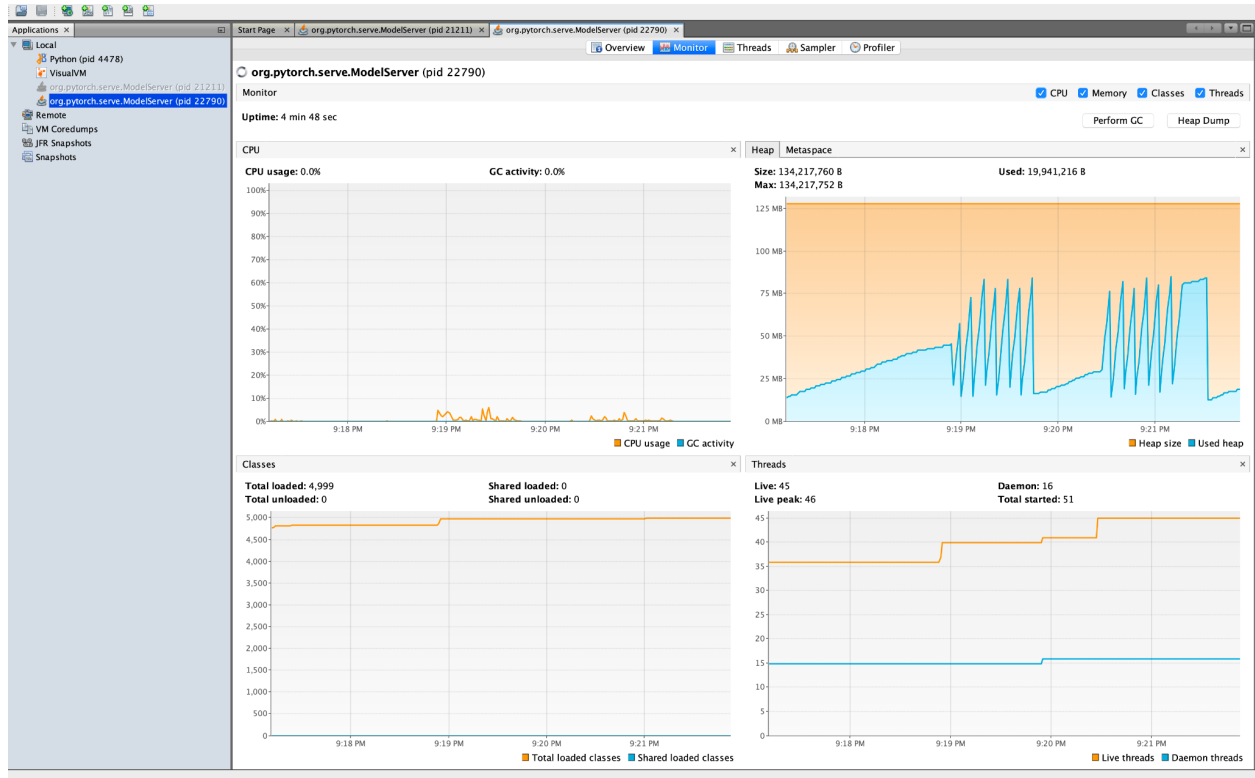 Applications ×
Start Page × org.pytorch.serve.ModelServer (pid 21211) × org.pytorch.serve.ModelServer (pid 22790) ×
Local
Python (pid 4478)
VisualVM
org.pytorch.serve.ModelServer (pid 21211)
org.pytorch.serve.ModelServer (pid 22790)
Remote
VM Coredumps
JFR Snapshots
Snapshots
Overview Monitor Threads Sampler Profiler
org.pytorch.serve.ModelServer (pid 22790)
Monitor CPU Memory Classes Threads
Uptime: 4 min 48 sec Perform GC Heap Dump
CPU ×
CPU usage: 0.0% GC activity: 0.0%
100%
90%
80%
70%
60%
50%
40%
30%
20%
10%
0%
9:18 PM 9:19 PM 9:20 PM 9:21 PM
CPU usage GC activity
Heap Metaspace ×
Size: 134,217,760 B Used: 19,941,216 B
Max: 134,217,752 B
125 MB
100 MB
75 MB
50 MB
25 MB
0 MB
9:18 PM 9:19 PM 9:20 PM 9:21 PM
Heap size Used heap
Classes ×
Total loaded: 4,999 Shared loaded: 0
Total unloaded: 0 Shared unloaded: 0
5,000
4,500
4,000
3,500
3,000
2,500
2,000
1,500
1,000
500
0
9:18 PM 9:19 PM 9:20 PM 9:21 PM
Total loaded classes Shared loaded classes
Threads ×
Live: 45 Daemon: 16
Live peak: 46 Total started: 51
45
40
35
30
25
20
15
10
5
0
9:18 PM 9:19 PM 9:20 PM 9:21 PM
Live threads Daemon threads